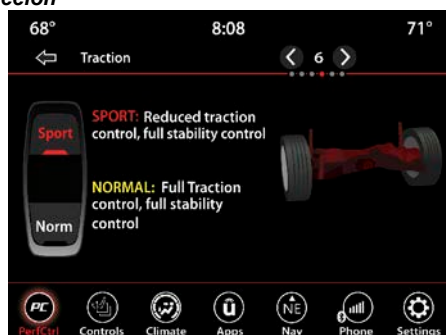 68° 8:08 71°
Traction 6
SPORT: Reduced traction
control, full stability control
Sport
NORMAL: Full Traction
control, full stability
control
Norm
PC NE
PerfCtrl Controls Climate Apps Nav Phone Settings